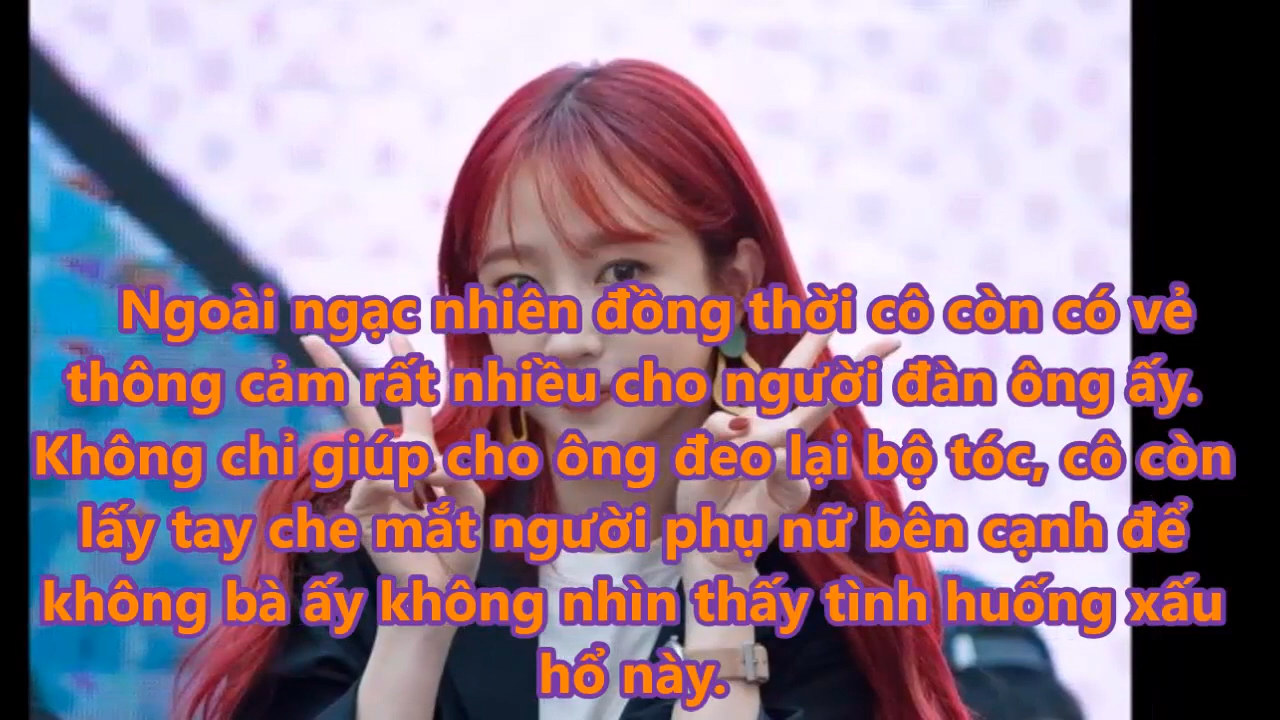 Ngoài ngạc nhiên đồng thời cô còn có vẻ
thông cảm rất nhiều cho người đàn ông ấy.
Không chỉ giúp cho ông đeo lại bộ tóc, cô còn
lấy tay che mắt người phụ nữ bên cạnh để
không bà ấy không nhìn thấy tình huống xấu
hổ này.